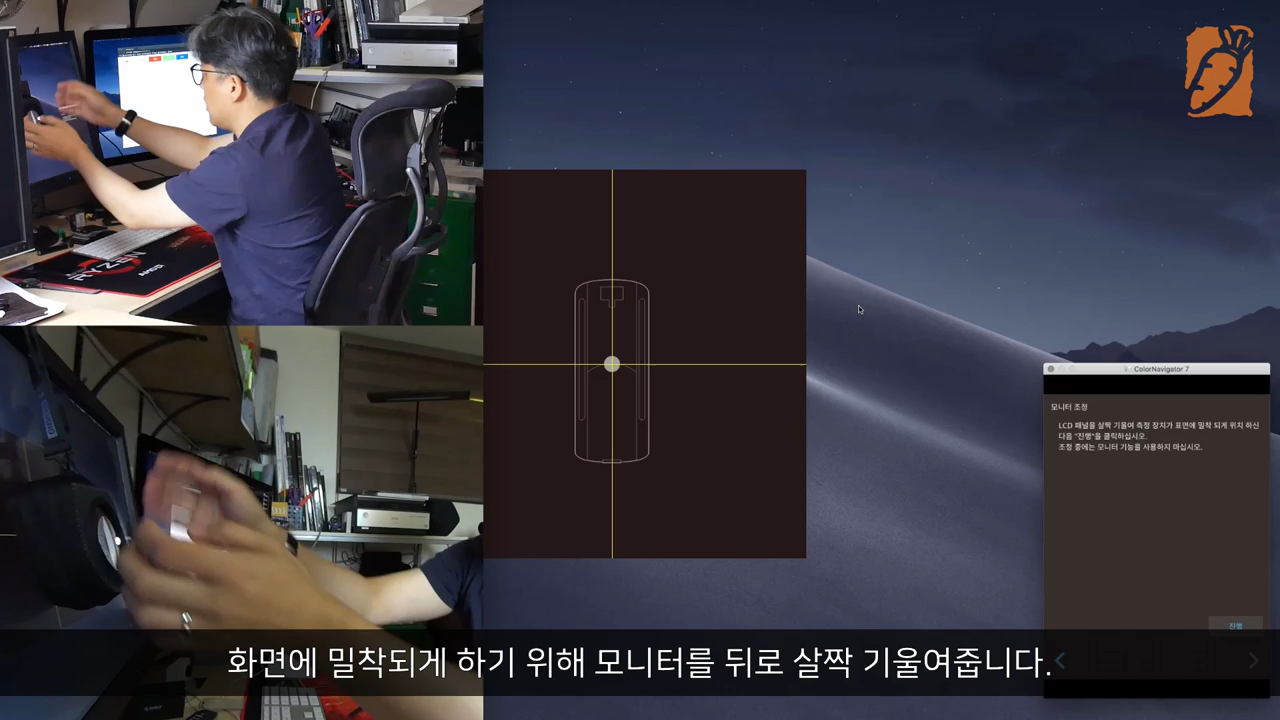 RYZEN
AMD
ColorNavigator 7
모니터 조정
LCD 패널을 살짝 기울여 측정 장치가 표면에 밀착 되게 위치 하신
다음 "진행"을 클릭하십시오.
조정 중에는 모니터 기능을 사용하지 마십시오.
진행
화면에 밀착되게 하기 위해 모니터를 뒤로 살짝 기울여줍니다.